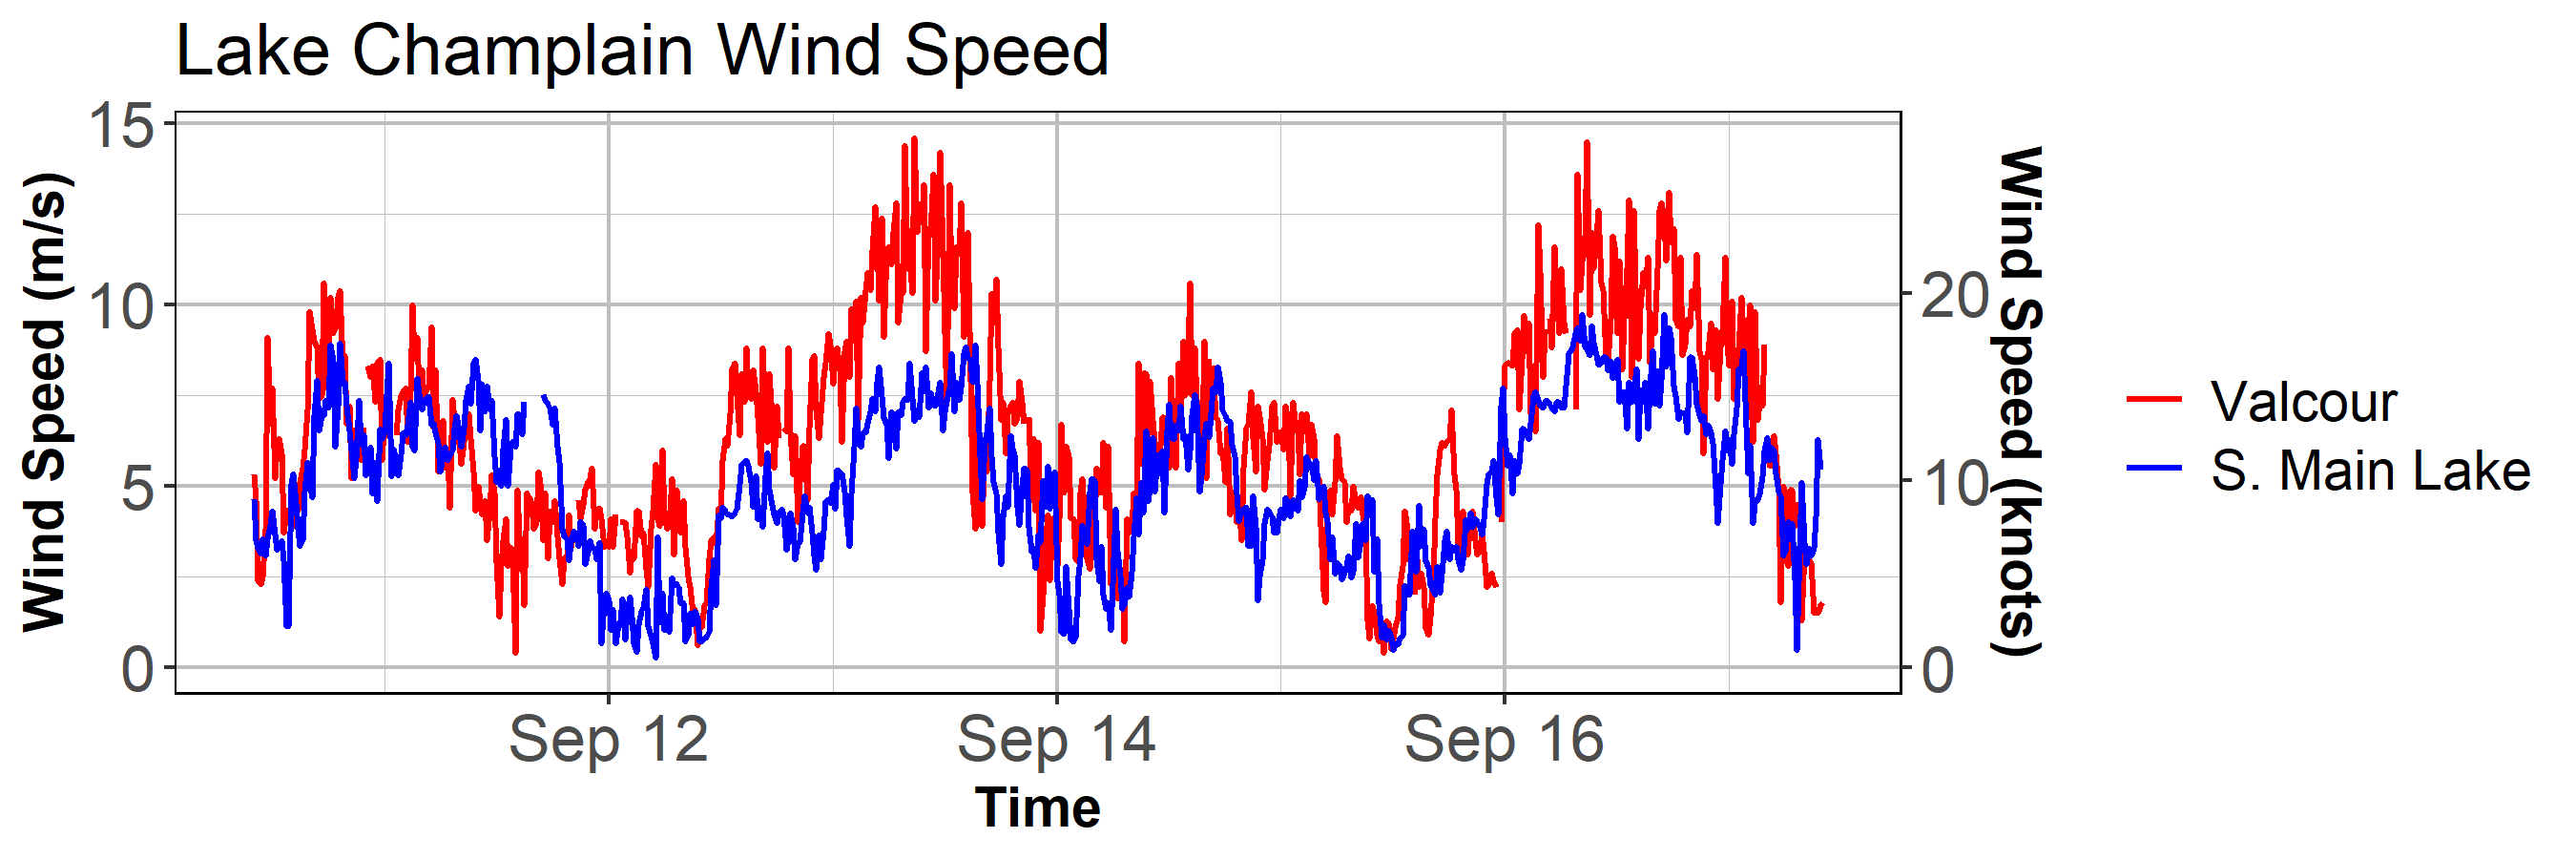 Lake Champlain Wind Speed
Wind Speed (m/s)
15
10
5
0
20
10
0
Wind Speed (knots)
Sep 12
Sep 14
Sep 16
Time
Valcour
S. Main Lake